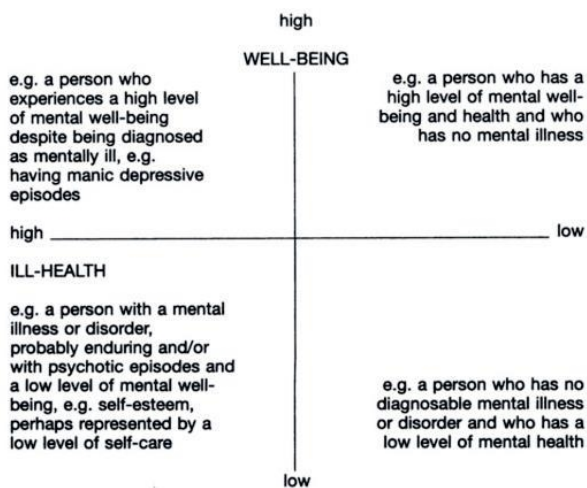 high
WELL-BEING
e.g. a person who
experiences a high level
of mental well-being
despite being diagnosed
as mentally ill, e.g.
having manic depressive
episodes
e.g. a person who has a
high level of mental well-
being and health and who
has no mental illness
high
low
ILL-HEALTH
e.g. a person with a mental
illness or disorder,
probably enduring and/or
with psychotic episodes and
a low level of mental well-
being, e.g. self-esteem,
perhaps represented by a
low level of self-care
e.g. a person who has no
diagnosable mental illness
or disorder and who has a
low level of mental health
low